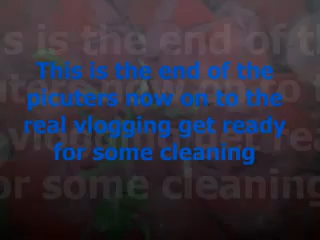 This is the end of the
picuters now on to the
real vlogging get ready
for some cleaning